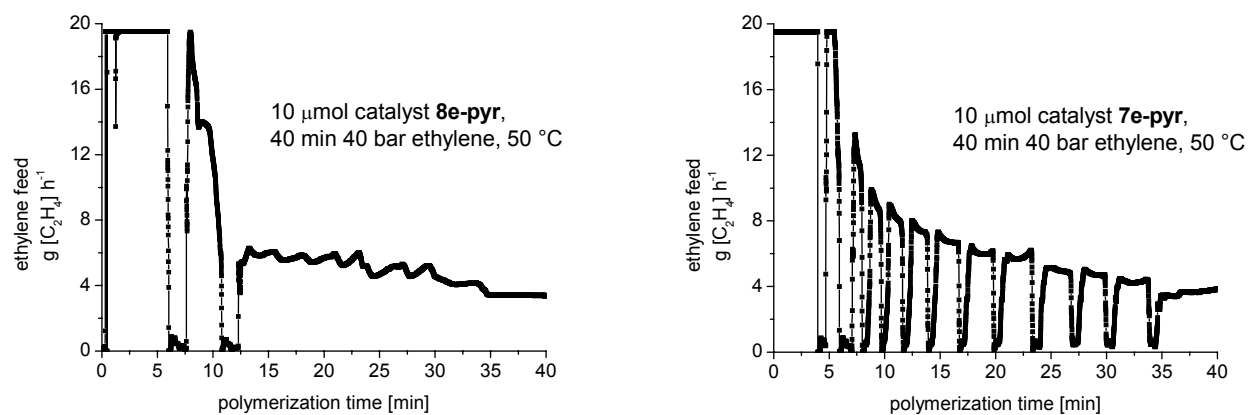 20
16
12
8
4
0
ethylene feed
g [C₂H₄] h⁻¹
10 μmol catalyst 8e-pyr,
40 min 40 bar ethylene, 50 °C
0 5 10 15 20 25 30 35 40
polymerization time [min]
20
16
12
8
4
0
ethylene feed
g [C₂H₄] h⁻¹
10 μmol catalyst 7e-pyr,
40 min 40 bar ethylene, 50 °C
0 5 10 15 20 25 30 35 40
polymerization time [min]